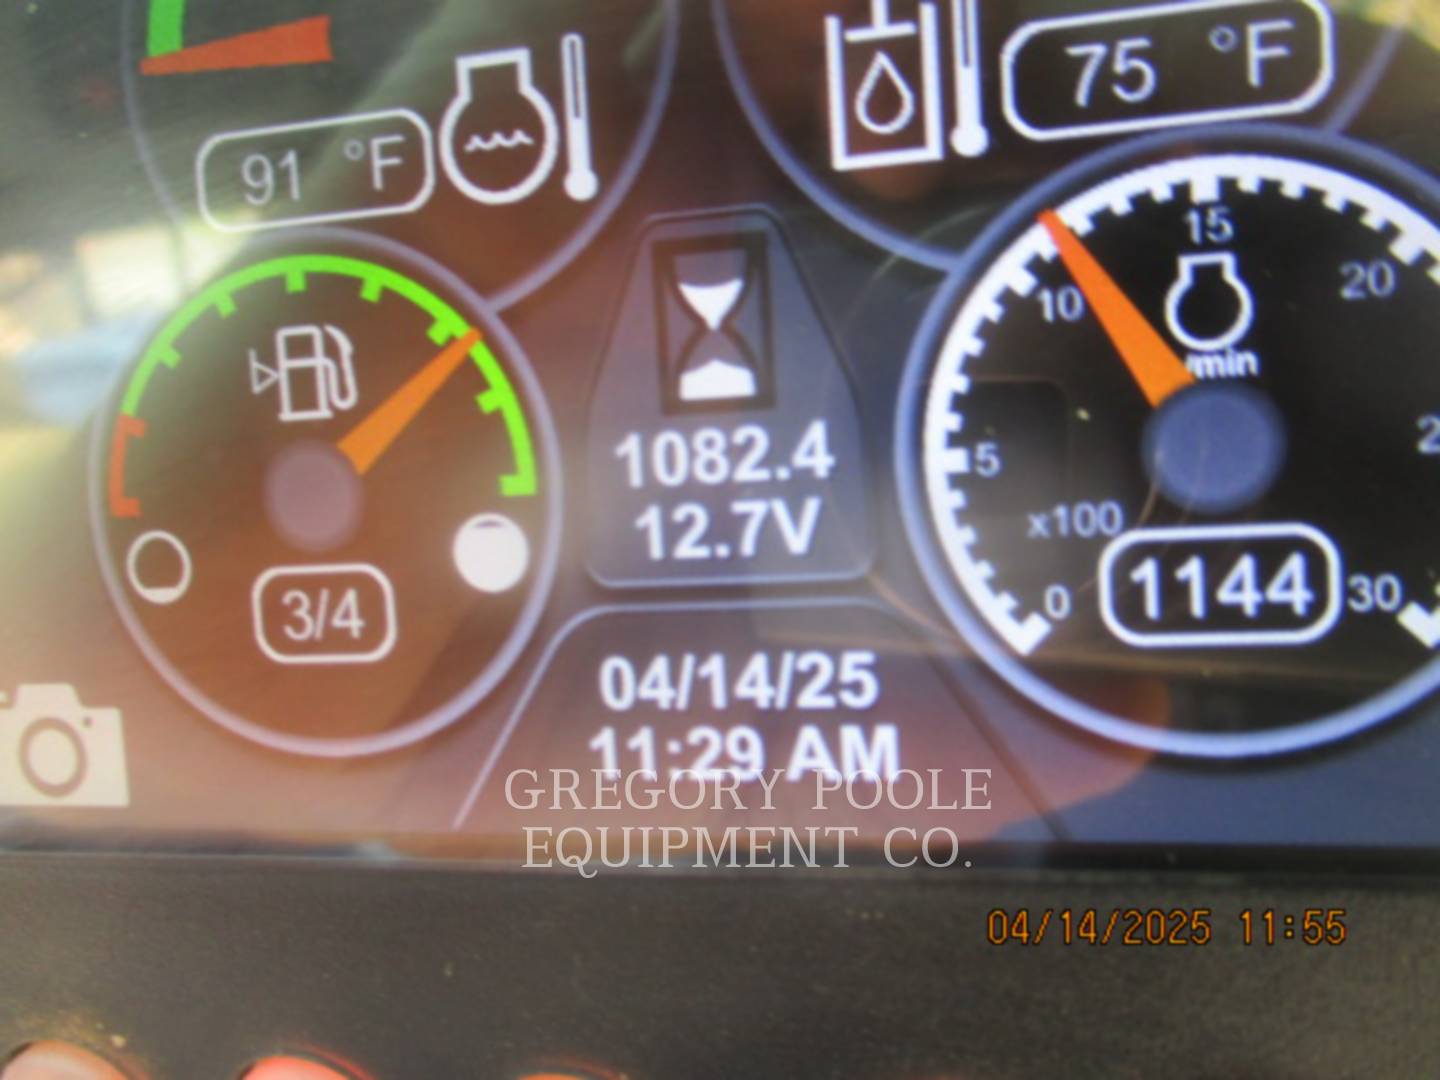 75 °F
91 °F
15
10
20
/min
5
1082.4
12.7V
x100
1144
0
30
3/4
04/14/25
11:29 AM
GREGORY POOLE
EQUIPMENT CO.
04/14/2025 11:55